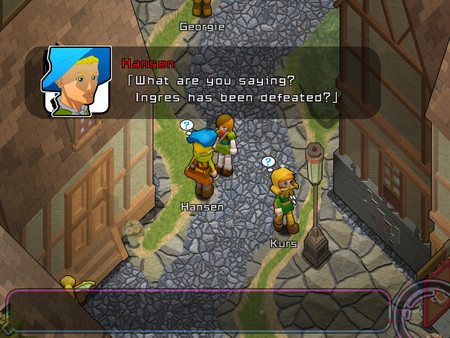 Georgie
Hansen
「What are you saying?
Ingres has been defeated?」
?
?
Hansen
Kurs